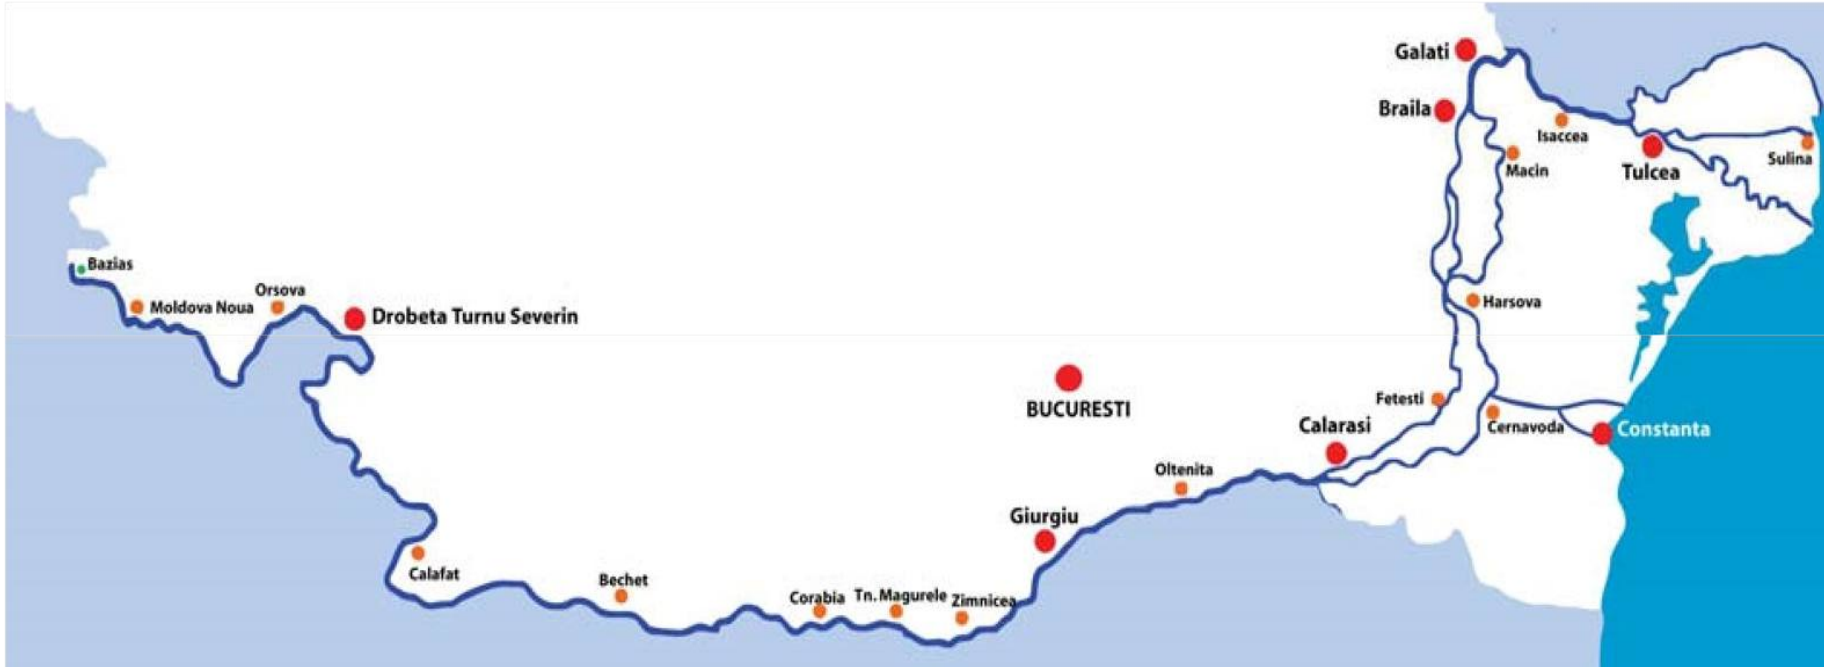 Galati
Braila
Isaccea
Macin
Tulcea
Sulina
Bazias
Moldova Noua
Orsova
Drobeta Turnu Severin
Harsova
BUCURESTI
Fetesti
Cernavoda
Constanta
Calarasi
Oltenita
Giurgiu
Calafat
Bechet
Corabia
Tn. Magurele
Zimnicea